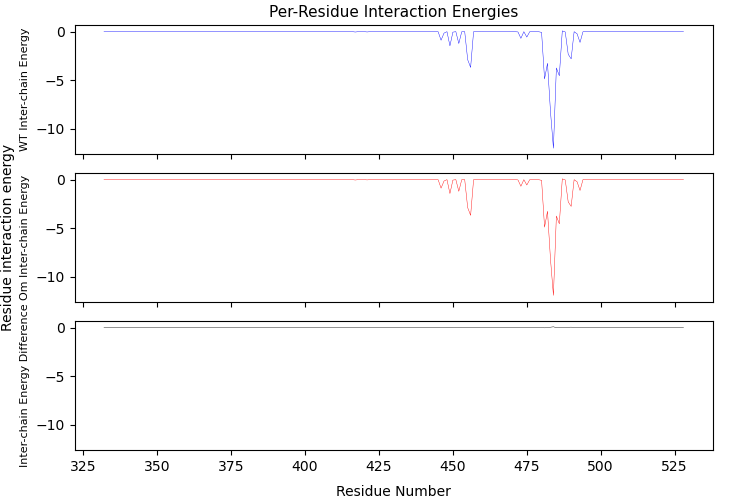 Per-Residue Interaction Energies
Residue interaction energy
WT Inter-chain Energy
0
−5
−10
Om Inter-chain Energy
0
−5
−10
Inter-chain Energy Difference
0
−5
−10
325 350 375 400 425 450 475 500 525
Residue Number